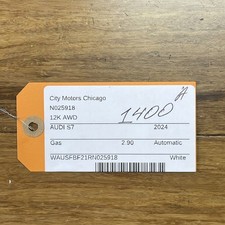 City Motors Chicago
N025918
12K AWD
1400
AUDI S7 2024
Gas 2.90 Automatic
WAUSFBF21RN025918
White